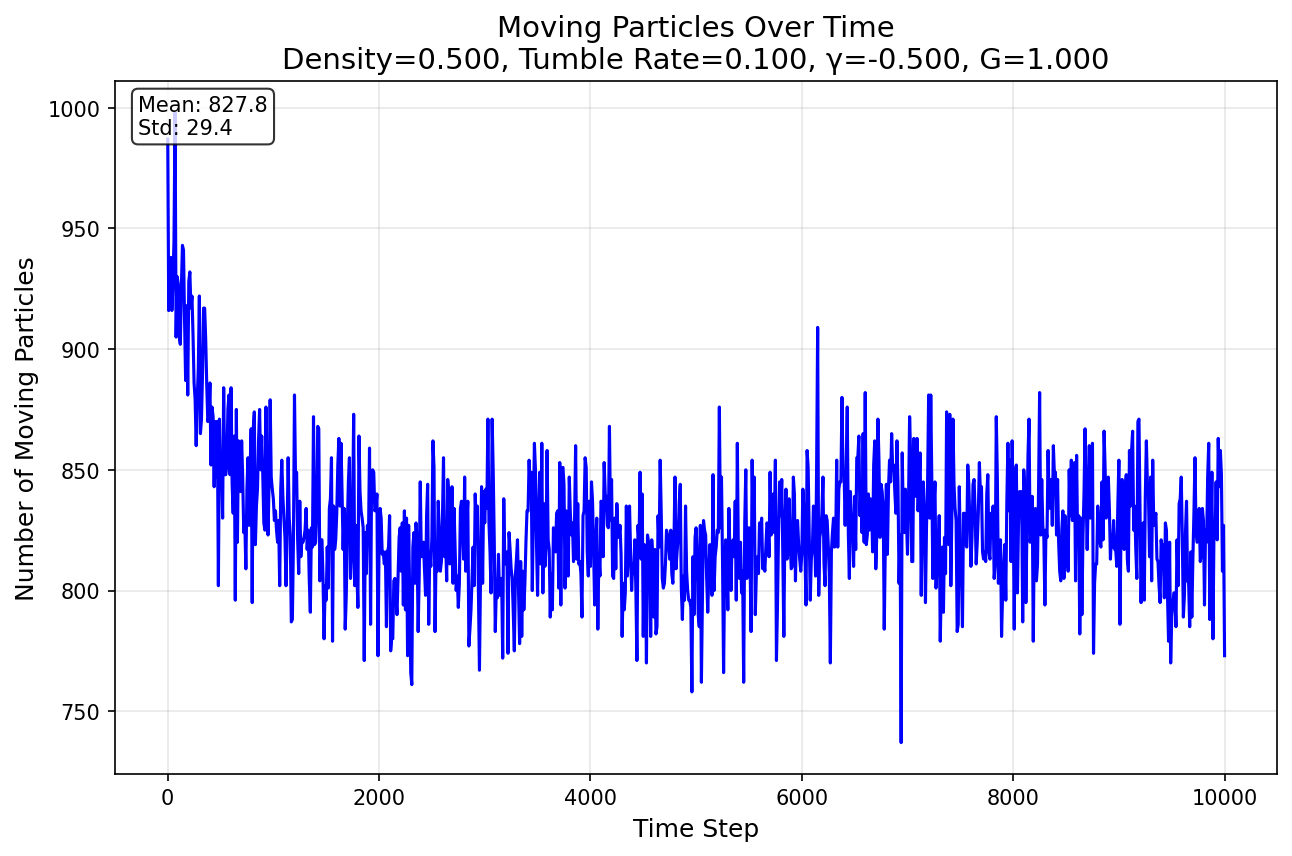 Moving Particles Over Time
Density=0.500, Tumble Rate=0.100, γ=-0.500, G=1.000
Mean: 827.8
Std: 29.4
1000
950
900
850
800
750
Number of Moving Particles
0
2000
4000
6000
8000
10000
Time Step